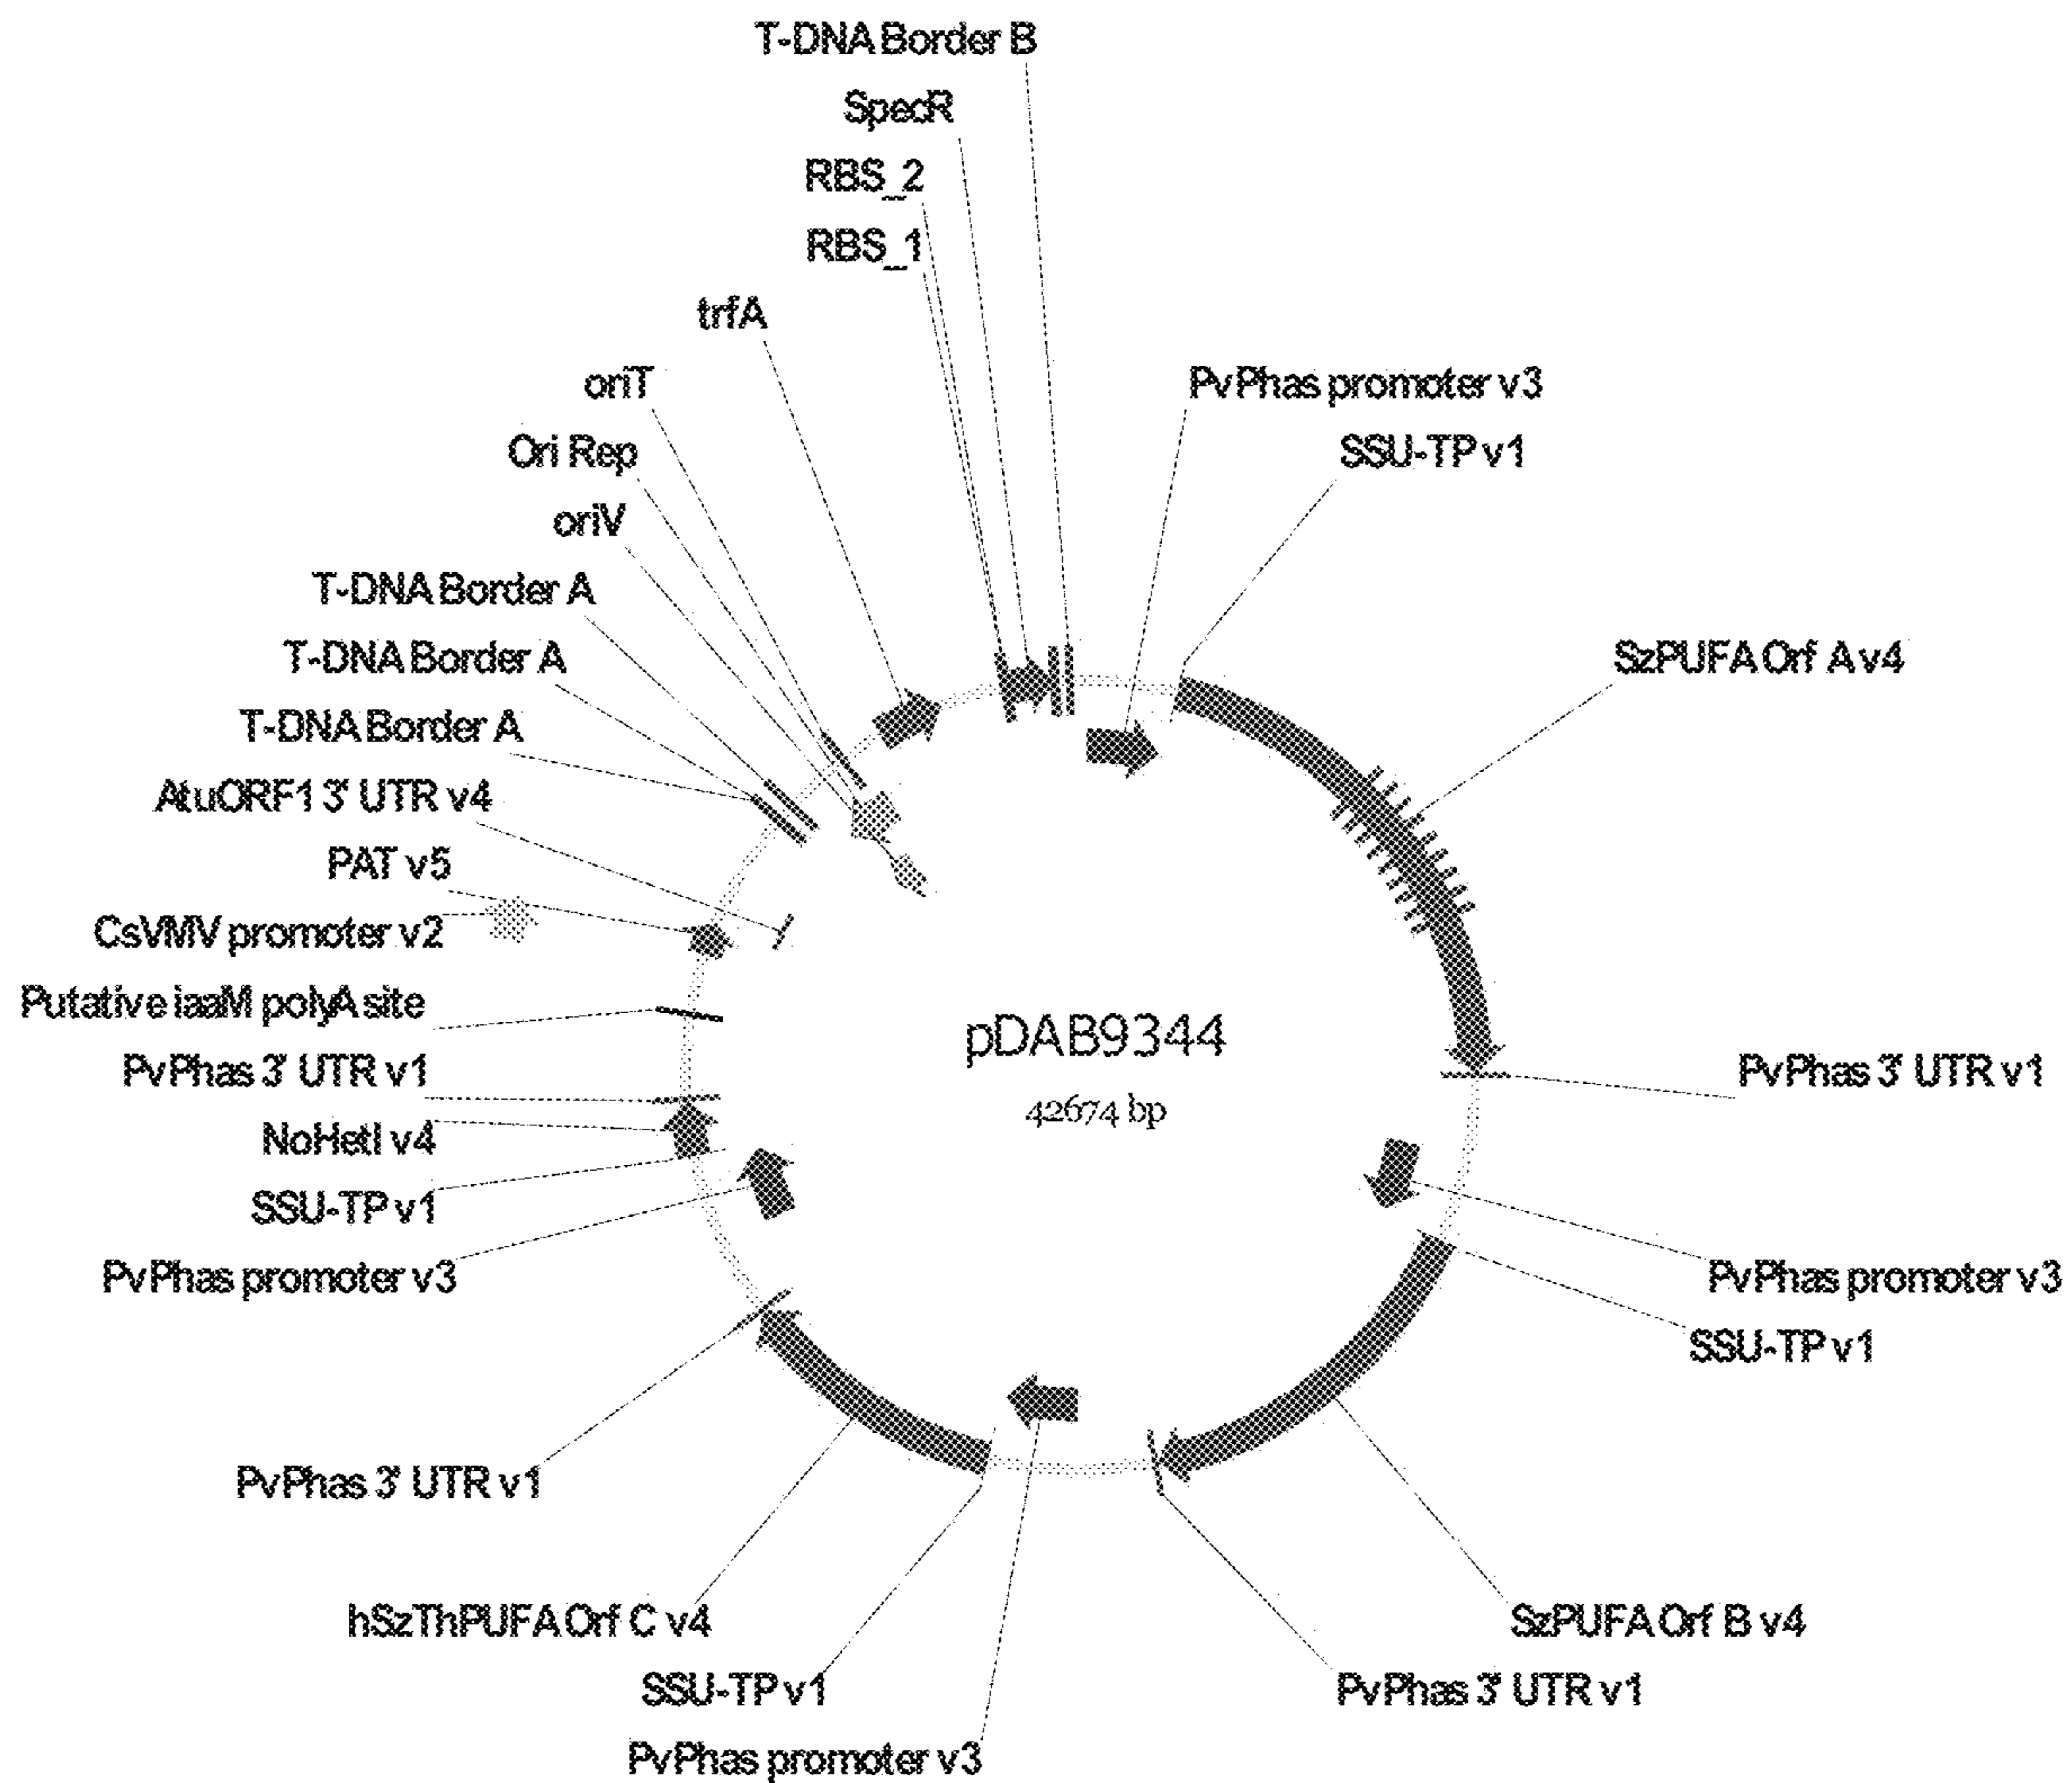 T-DNA Border B
SpecR
RBS_2
RBS_1
trfA
oriT
Ori Rep
oriV
T-DNA Border A
T-DNA Border A
T-DNA Border A
AtuORF1 3' UTR v4
PAT v5
CsVMV promoter v2
Putative iaaM polyA site
PvPhas 3' UTR v1
NoHetI v4
SSU-TP v1
PvPhas promoter v3
PvPhas 3' UTR v1
hSzThPUFA Orf C v4
SSU-TP v1
PvPhas promoter v3
PvPhas promoter v3
SSU-TP v1
SzPUFA Orf A v4
PvPhas 3' UTR v1
PvPhas promoter v3
SSU-TP v1
SzPUFA Orf B v4
PvPhas 3' UTR v1
pDAB9344
42674 bp